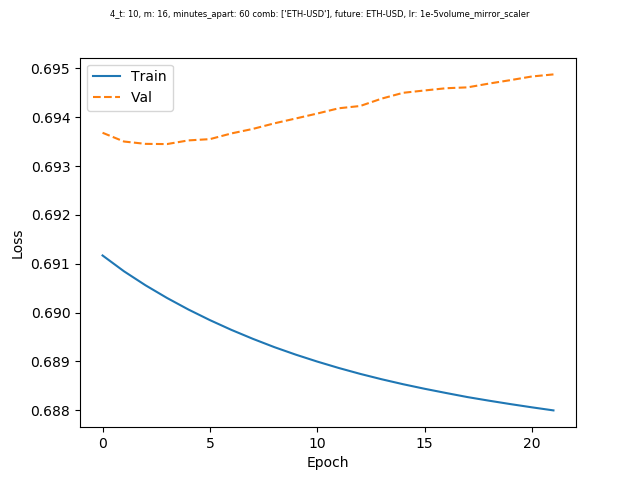 4_t: 10, m: 16, minutes_apart: 60 comb: ['ETH-USD'], future: ETH-USD, lr: 1e-5volume_mirror_scaler
Train
Val
0.695
0.694
0.693
0.692
0.691
0.690
0.689
0.688
Loss
0 5 10 15 20
Epoch